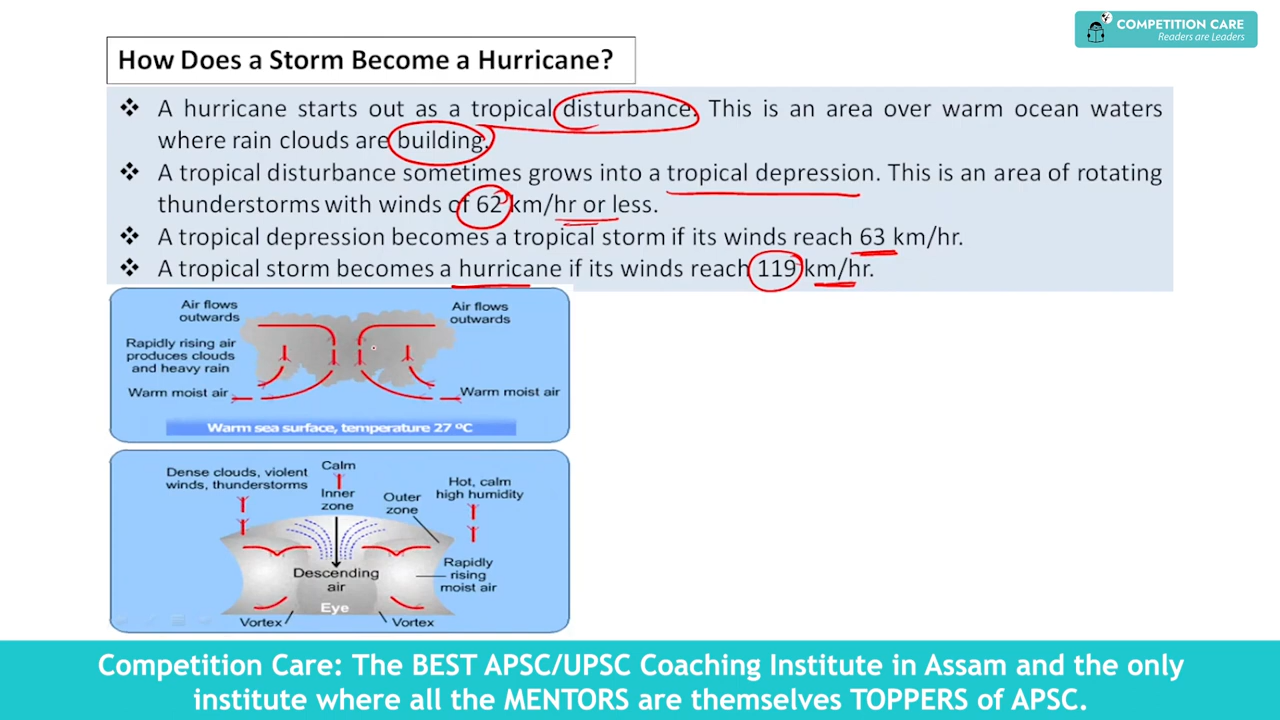 COMPETITION CARE
Readers are Leaders
How Does a Storm Become a Hurricane?
❖ A hurricane starts out as a tropical disturbance. This is an area over warm ocean waters
where rain clouds are building.
❖ A tropical disturbance sometimes grows into a tropical depression. This is an area of rotating
thunderstorms with winds of 62 km/hr or less.
❖ A tropical depression becomes a tropical storm if its winds reach 63 km/hr.
❖ A tropical storm becomes a hurricane if its winds reach 119 km/hr.
Air flows
outwards
Air flows
outwards
Rapidly rising air
produces clouds
and heavy rain
Warm moist air
Warm moist air
Warm sea surface, temperature 27 ºC
Dense clouds, violent
winds, thunderstorms
Calm
Inner
zone
Outer
zone
Hot, calm
high humidity
Descending
air
Rapidly
rising
moist air
Eye
Vortex
Vortex
Competition Care: The BEST APSC/UPSC Coaching Institute in Assam and the only
institute where all the MENTORS are themselves TOPPERS of APSC.